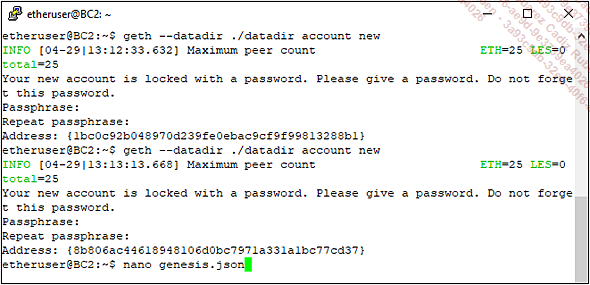 etheruser@BC2: ~
etheruser@BC2:~$ geth --datadir ./datadir account new
INFO [04-29|13:12:33.632] Maximum peer count ETH=25 LES=0
total=25
Your new account is locked with a password. Please give a password. Do not forge
t this password.
Passphrase:
Repeat passphrase:
Address: {1bc0c92b048970d239fe0ebac9cf9f99813288b1}
etheruser@BC2:~$ geth --datadir ./datadir account new
INFO [04-29|13:13:13.668] Maximum peer count ETH=25 LES=0
total=25
Your new account is locked with a password. Please give a password. Do not forge
t this password.
Passphrase:
Repeat passphrase:
Address: {8b806ac44618948106d0bc7971a331a1bc77cd37}
etheruser@BC2:~$ nano genesis.json